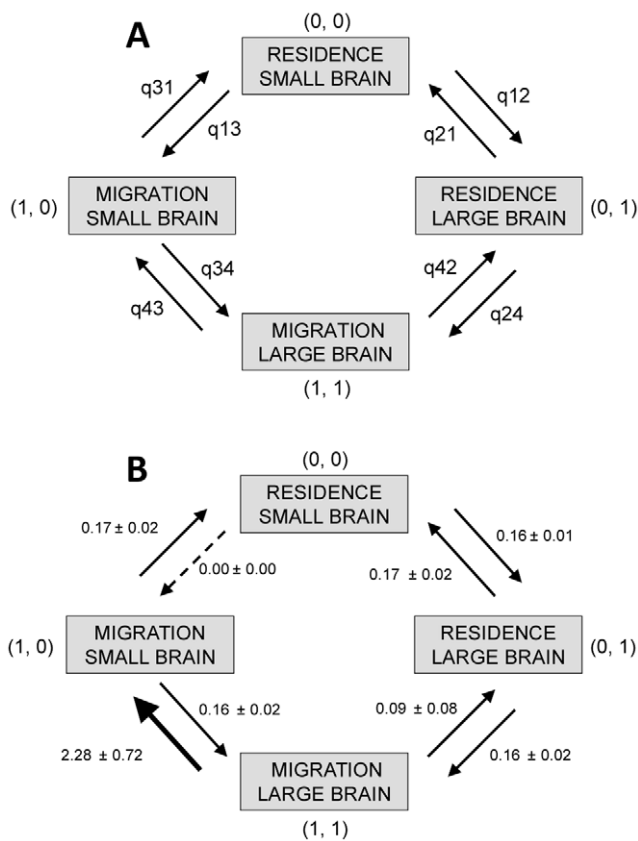 A
(0, 0)
RESIDENCE
SMALL BRAIN
q31
q13
q12
q21
(1, 0)
MIGRATION
SMALL BRAIN
RESIDENCE
LARGE BRAIN
(0, 1)
q34
q43
q42
q24
MIGRATION
LARGE BRAIN
(1, 1)
B
(0, 0)
RESIDENCE
SMALL BRAIN
0.17 ± 0.02
0.00 ± 0.00
0.16 ± 0.01
0.17 ± 0.02
(1, 0)
MIGRATION
SMALL BRAIN
RESIDENCE
LARGE BRAIN
(0, 1)
0.16 ± 0.02
2.28 ± 0.72
0.09 ± 0.08
0.16 ± 0.02
MIGRATION
LARGE BRAIN
(1, 1)